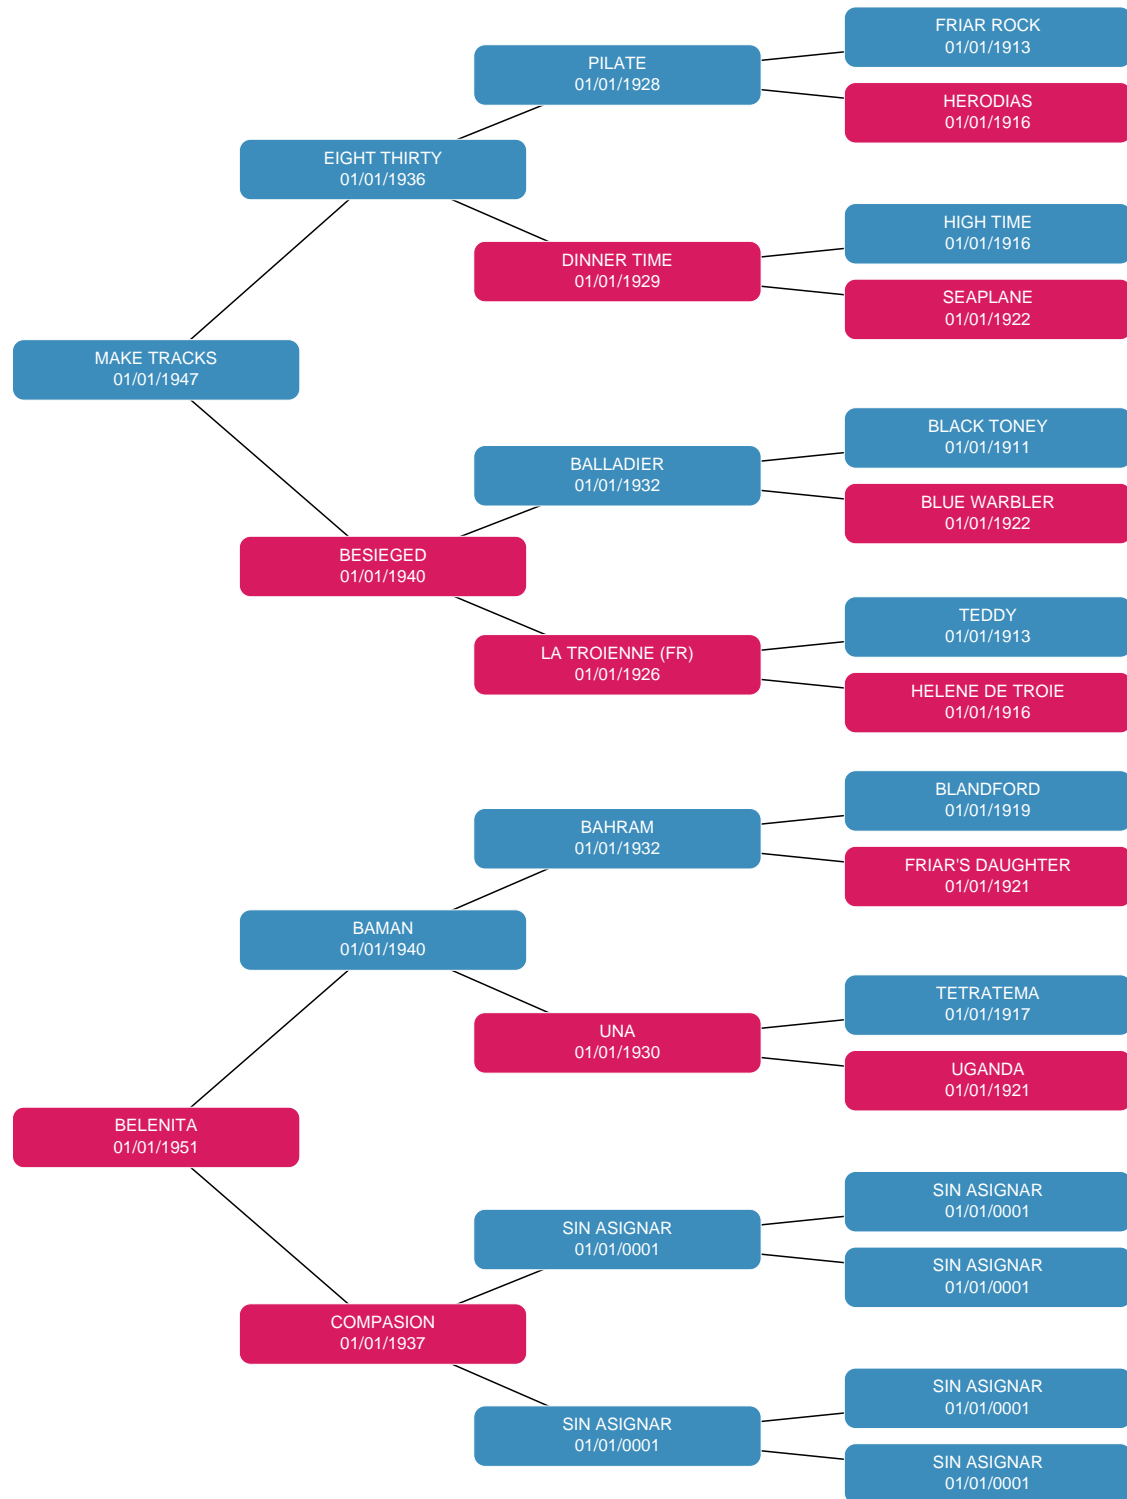 FRIAR ROCK
01/01/1913
PILATE
01/01/1928
HERODIAS
01/01/1916
EIGHT THIRTY
01/01/1936
HIGH TIME
01/01/1916
DINNER TIME
01/01/1929
SEAPLANE
01/01/1922
MAKE TRACKS
01/01/1947
BLACK TONEY
01/01/1911
BALLADIER
01/01/1932
BLUE WARBLER
01/01/1922
BESIEGED
01/01/1940
TEDDY
01/01/1913
LA TROIENNE (FR)
01/01/1926
HELENE DE TROIE
01/01/1916
BLANDFORD
01/01/1919
BAHRAM
01/01/1932
FRIAR'S DAUGHTER
01/01/1921
BAMAN
01/01/1940
TETRATEMA
01/01/1917
UNA
01/01/1930
UGANDA
01/01/1921
BELENITA
01/01/1951
SIN ASIGNAR
01/01/0001
SIN ASIGNAR
01/01/0001
SIN ASIGNAR
01/01/0001
COMPASION
01/01/1937
SIN ASIGNAR
01/01/0001
SIN ASIGNAR
01/01/0001
SIN ASIGNAR
01/01/0001